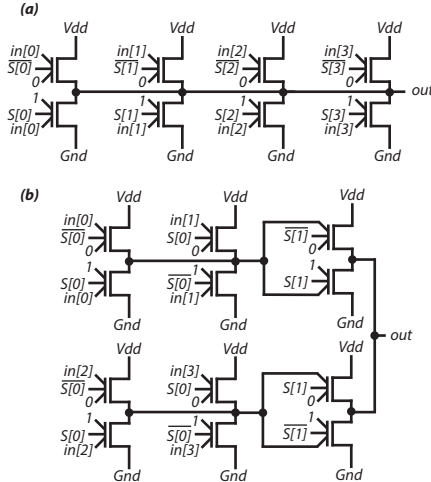 (a)
Vdd Vdd Vdd Vdd
in[0] in[1] in[2] in[3]
S[0] S[1] S[2] S[3]
0 0 0 0
out
1 1 1 1
S[0] S[1] S[2] S[3]
in[0] in[1] in[2] in[3]
Gnd Gnd Gnd Gnd
(b)
Vdd Vdd Vdd
in[0] in[1]
S[0] S[0] S[1]
0 0 0
1 1 1
S[0] S[0] S[1]
in[0] in[1]
Gnd Gnd Gnd
out
Vdd Vdd Vdd
in[2] in[3]
S[0] S[0] S[1]
0 0 0
1 1 1
S[0] S[0] S[1]
in[2] in[3]
Gnd Gnd Gnd